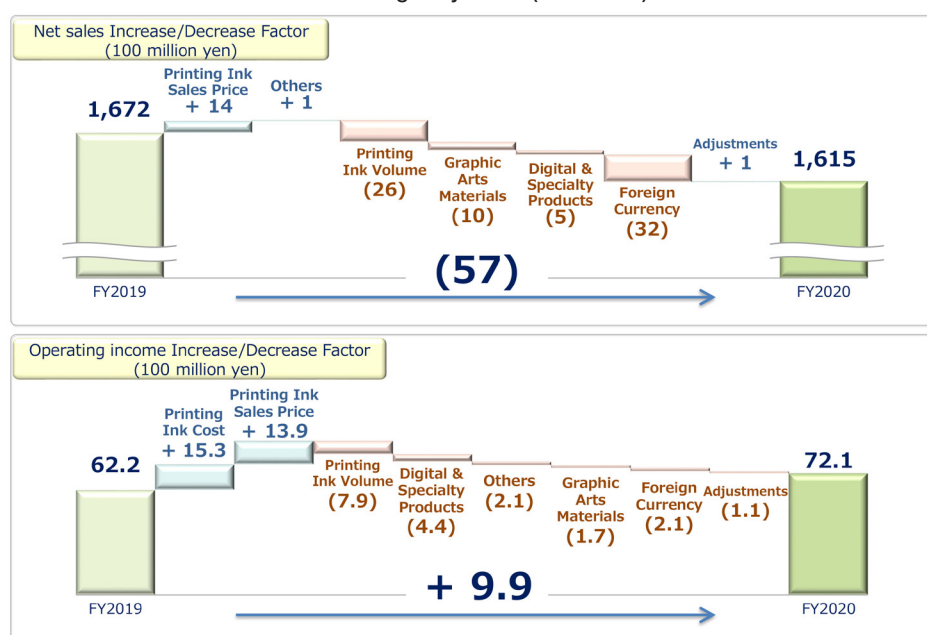 Net sales Increase/Decrease Factor
(100 million yen)
1,672
Printing Ink
Sales Price
+ 14
Others
+ 1
Printing
Ink Volume
(26)
Graphic
Arts
Materials
(10)
Digital &
Specialty
Products
(5)
Foreign
Currency
(32)
Adjustments
+ 1
1,615
(57)
FY2019
FY2020
Operating income Increase/Decrease Factor
(100 million yen)
62.2
Printing
Ink Cost
+ 15.3
Printing Ink
Sales Price
+ 13.9
Printing
Ink Volume
(7.9)
Digital &
Specialty
Products
(4.4)
Others
(2.1)
Graphic
Arts
Materials
(1.7)
Foreign
Currency
(2.1)
Adjustments
(1.1)
72.1
+ 9.9
FY2019
FY2020